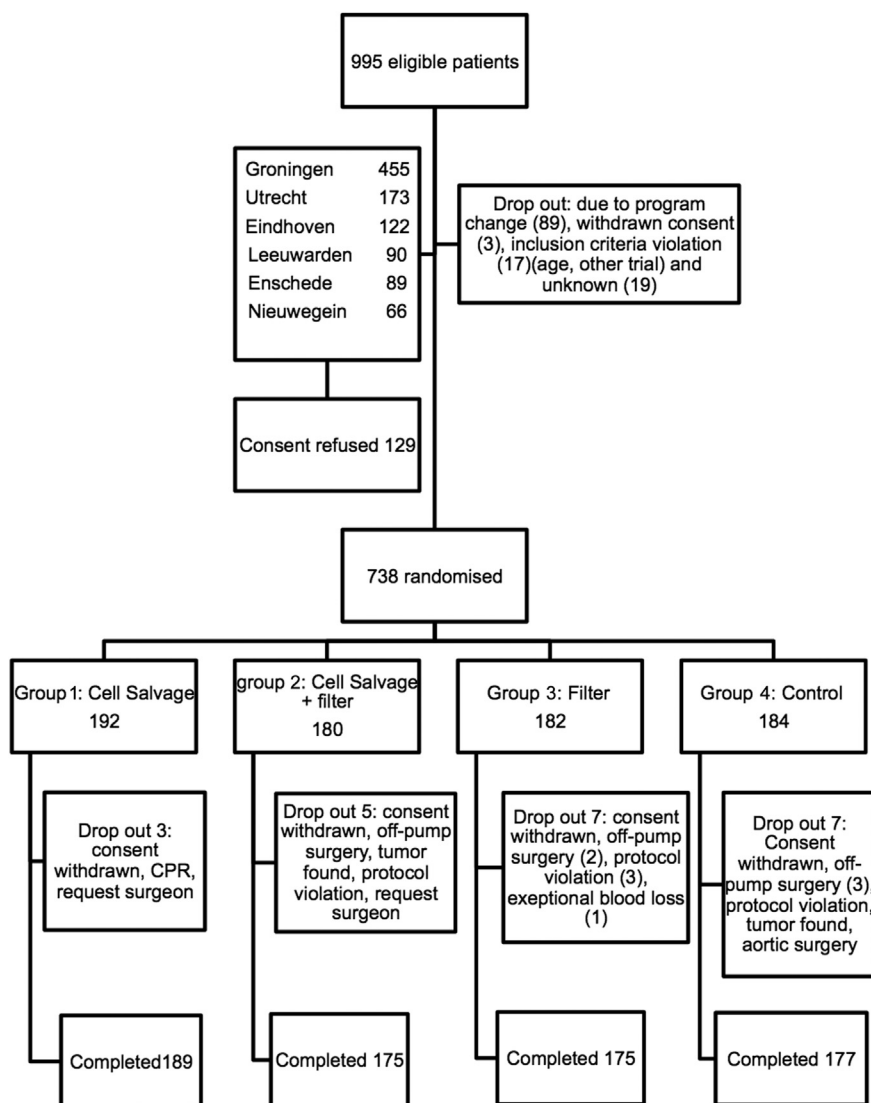 995 eligible patients
Groningen 455
Utrecht 173
Eindhoven 122
Leeuwarden 90
Enschede 89
Nieuwegein 66
Drop out: due to program
change (89), withdrawn consent
(3), inclusion criteria violation
(17)(age, other trial) and
unknown (19)
Consent refused 129
738 randomised
Group 1: Cell Salvage
192
group 2: Cell Salvage
+ filter
180
Group 3: Filter
182
Group 4: Control
184
Drop out 3:
consent
withdrawn, CPR,
request surgeon
Drop out 5: consent
withdrawn, off-pump
surgery, tumor
found, protocol
violation, request
surgeon
Drop out 7: consent
withdrawn, off-pump
surgery (2), protocol
violation (3),
exeptional blood loss
(1)
Drop out 7:
Consent
withdrawn, off-
pump surgery (3),
protocol violation,
tumor found,
aortic surgery
Completed189
Completed 175
Completed 175
Completed 177